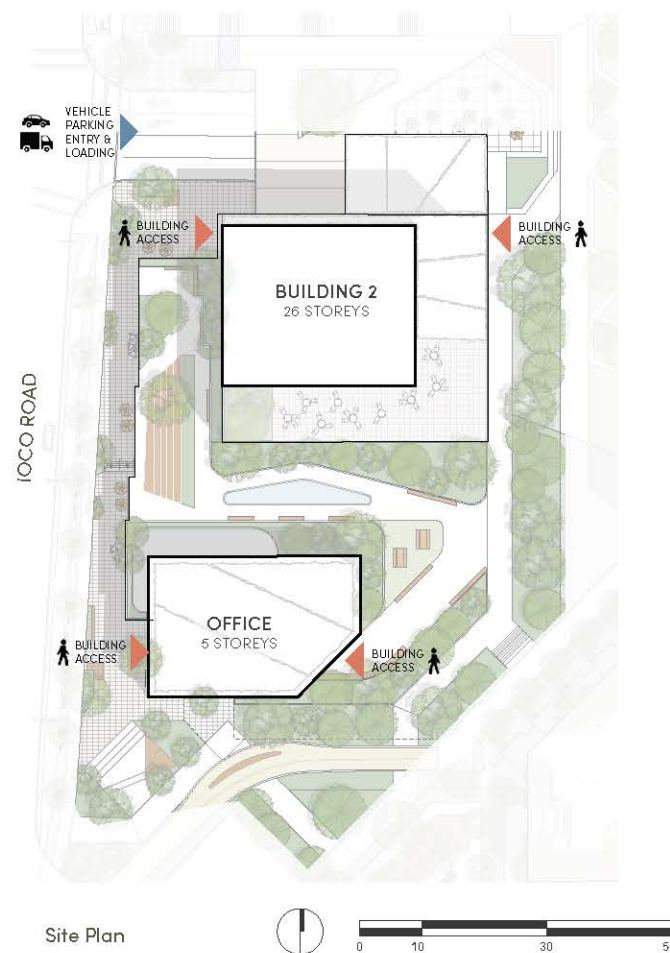 VEHICLE
PARKING
ENTRY &
LOADING
BUILDING
ACCESS
BUILDING
ACCESS
BUILDING 2
26 STOREYS
IOCO ROAD
OFFICE
5 STOREYS
BUILDING
ACCESS
BUILDING
ACCESS
Site Plan
0 10 30